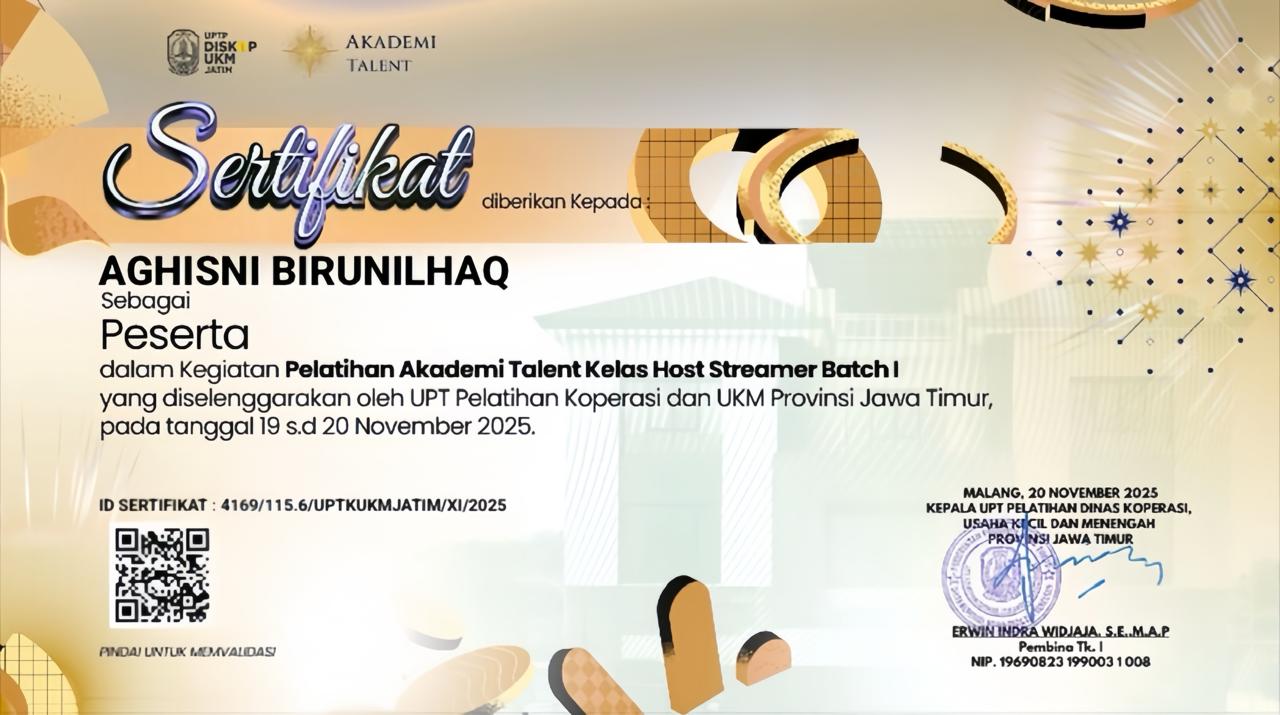 UPTP
DISKOP
UKM
JATIM
AKADEMI
TALENT
Sertifikat
diberikan Kepada :
AGHISNI BIRUNILHAQ
Sebagai
Peserta
dalam Kegiatan Pelatihan Akademi Talent Kelas Host Streamer Batch I
yang diselenggarakan oleh UPT Pelatihan Koperasi dan UKM Provinsi Jawa Timur,
pada tanggal 19 s.d 20 November 2025.
ID SERTIFIKAT : 4169/115.6/UPTKUKMJATIM/XI/2025
PINDAI UNTUK MEMVALIDASI
MALANG, 20 NOVEMBER 2025
KEPALA UPT PELATIHAN DINAS KOPERASI,
USAHA KECIL DAN MENENGAH
PROVINSI JAWA TIMUR
ERWIN INDRA WIDJAJA. S.E..M.A.P
Pembina Tk. I
NIP. 19690823 199003 1 008